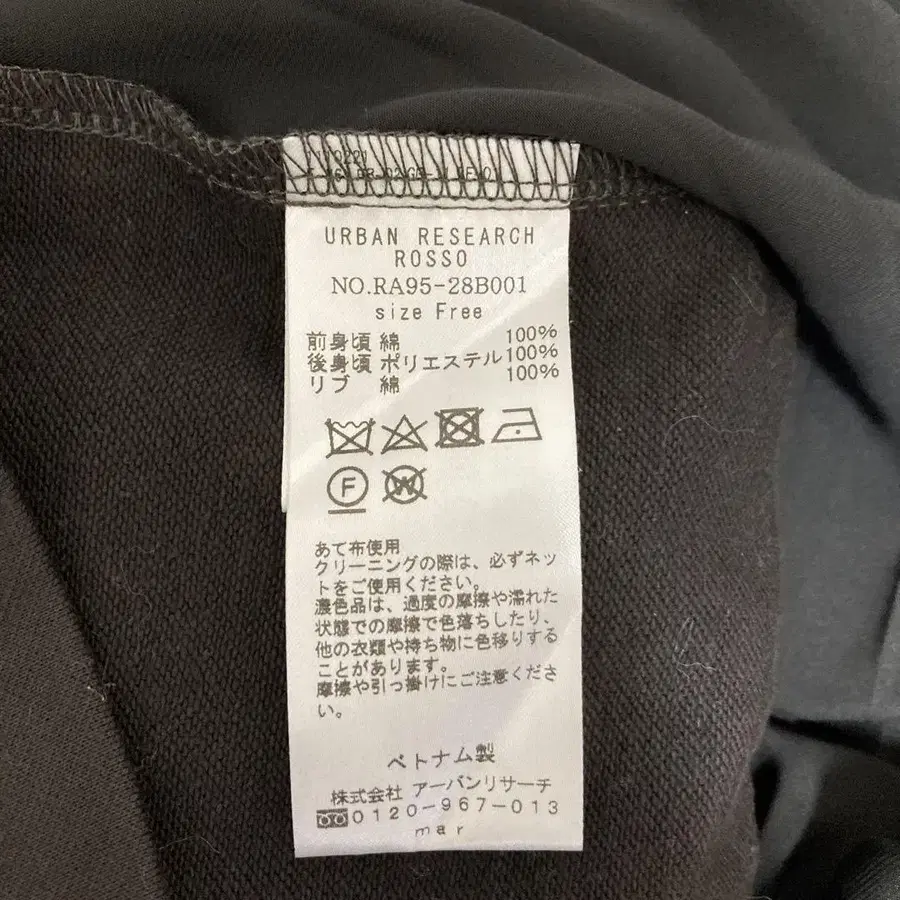 URBAN RESEARCH
ROSSO
NO.RA95-28B001
size Free
前身頃 綿 100%
後身頃 ポリエステル 100%
リブ 綿 100%
F
W
あて布使用
クリーニングの際は、必ずネッ
トをご使用ください。
濃色品は、過度の摩擦や濡れた
状態での摩擦で色落ちしたり、
他の衣類や持ち物に色移りする
ことがあります。
摩擦や引っ掛けにご注意くださ
い。
ベトナム製
株式会社 アーバンリサーチ
0120-967-013
mar